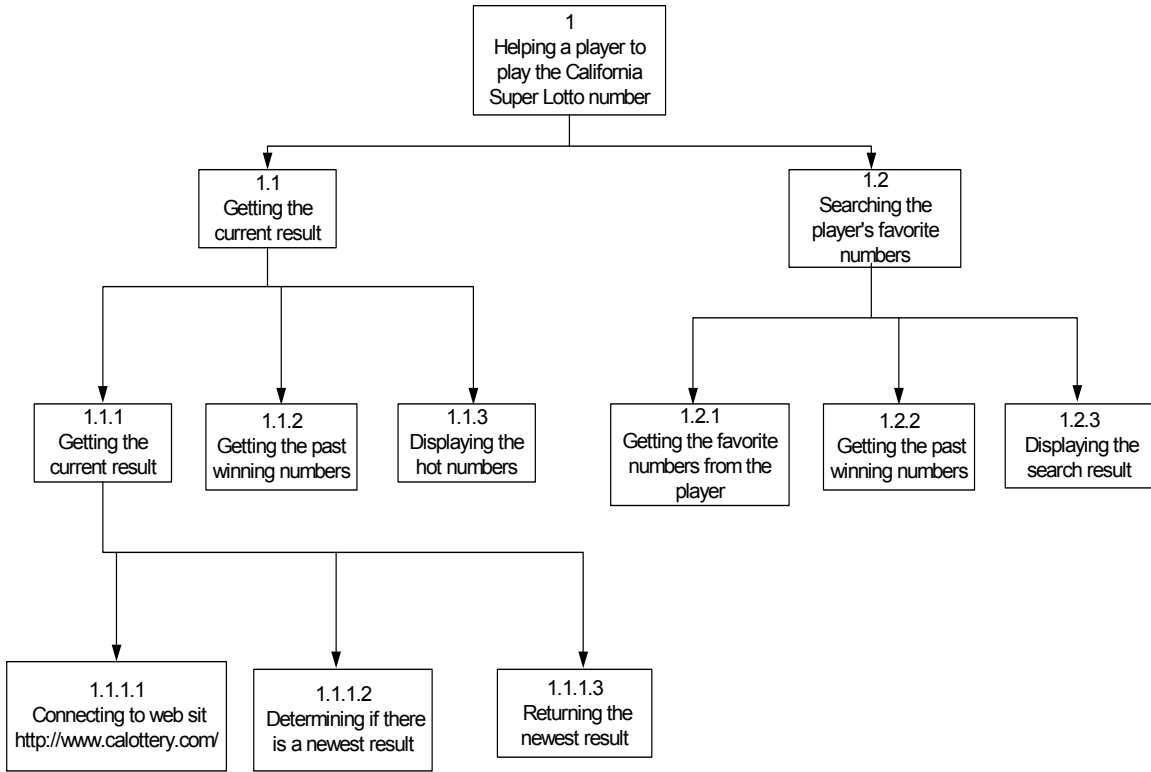 1
Helping a player to
play the California
Super Lotto number
1.1
Getting the
current result
1.2
Searching the
player's favorite
numbers
1.1.1
Getting the
current result
1.1.2
Getting the past
winning numbers
1.1.3
Displaying the
hot numbers
1.2.1
Getting the favorite
numbers from the
player
1.2.2
Getting the past
winning numbers
1.2.3
Displaying the
search result
1.1.1.1
Connecting to web sit
http://www.calottery.com/
1.1.1.2
Determining if there
is a newest result
1.1.1.3
Returning the
newest result